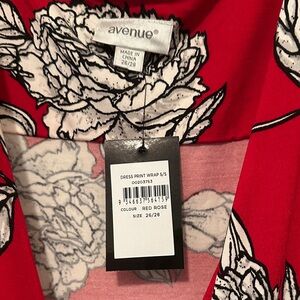 avenue®
MADE IN
CHINA
26/28
DRESS PRINT WRAP S/S
COLOUR RED ROSE
SIZE 26/28